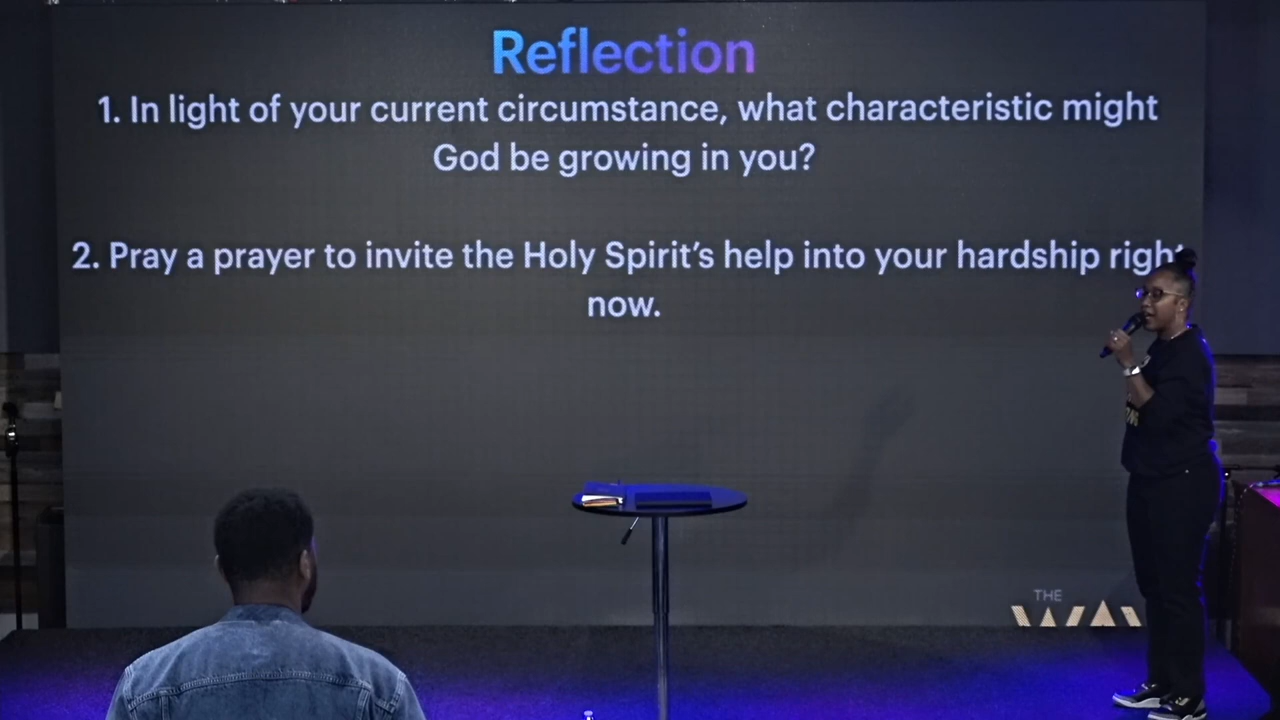 Reflection
1. In light of your current circumstance, what characteristic might
God be growing in you?
2. Pray a prayer to invite the Holy Spirit's help into your hardship right
now.
THE
WAY